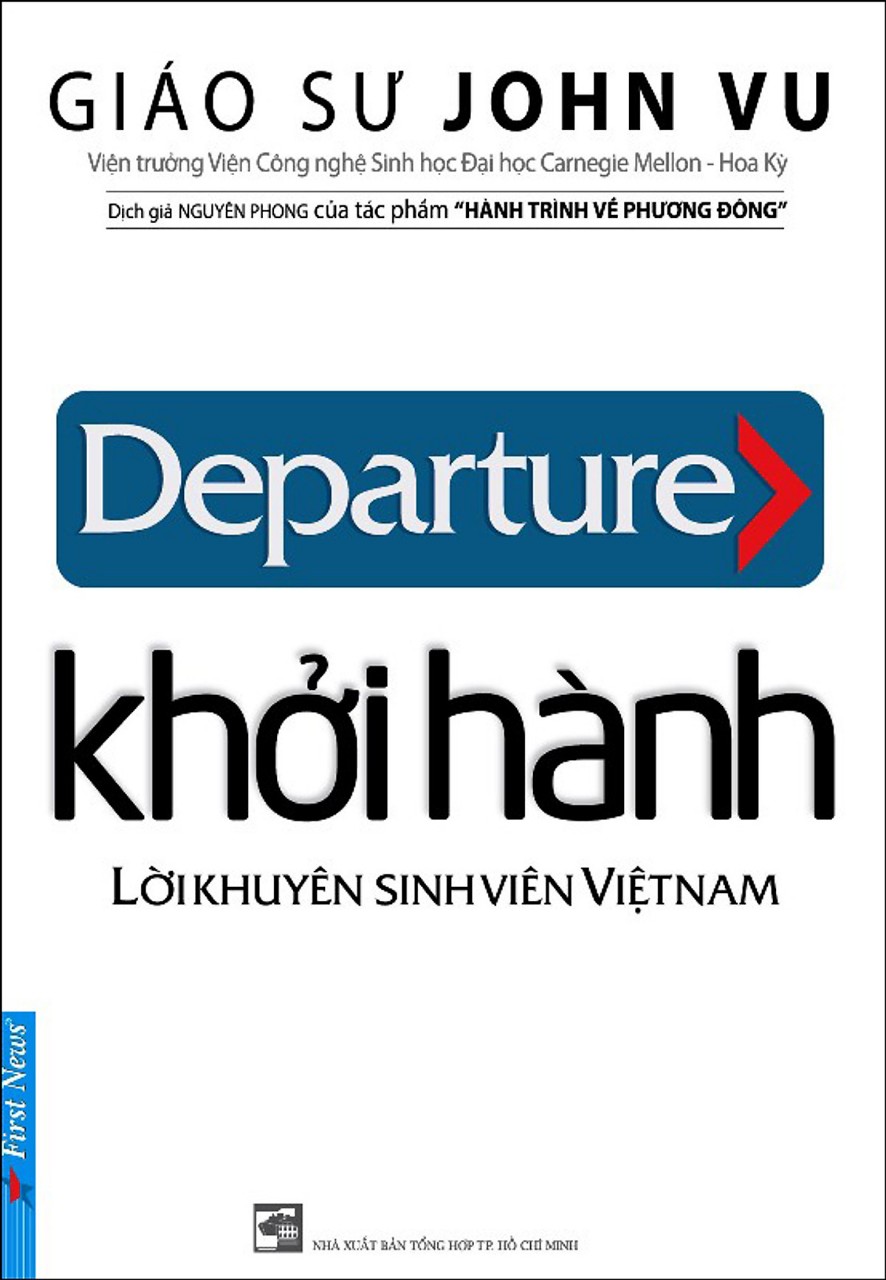 GIÁO SƯ JOHN VU
Viện trưởng Viện Công nghệ Sinh học Đại học Carnegie Mellon - Hoa Kỳ
Dịch giả NGUYÊN PHONG của tác phẩm “HÀNH TRÌNH VỀ PHƯƠNG ĐÔNG”
Departure
khởi hành
LỜI KHUYÊN SINH VIÊN VIỆT NAM
First News
NHÀ XUẤT BẢN TỔNG HỢP TP. HỒ CHÍ MINH